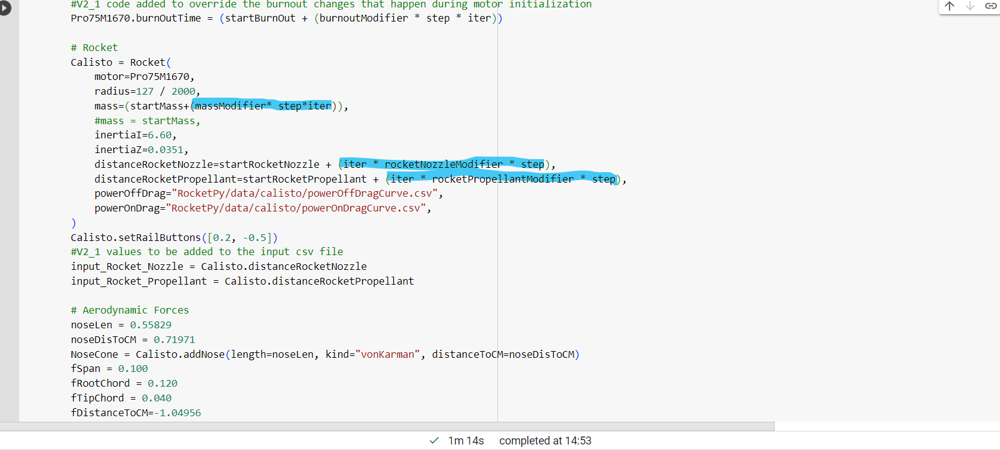 #V2_1 code added to override the burnout changes that happen during motor initialization
Pro75M1670.burnOutTime = (startBurnOut + (burnoutModifier * step * iter))
# Rocket
Calisto = Rocket(
motor=Pro75M1670,
radius=127 / 2000,
mass=(startMass+(massModifier* step*iter)),
#mass = startMass,
inertiaI=6.60,
inertiaZ=0.0351,
distanceRocketNozzle=startRocketNozzle + (iter * rocketNozzleModifier * step),
distanceRocketPropellant=startRocketPropellant + (iter * rocketPropellantModifier * step),
powerOffDrag="RocketPy/data/calisto/powerOffDragCurve.csv",
powerOnDrag="RocketPy/data/calisto/powerOnDragCurve.csv",
)
Calisto.setRailButtons([0.2, -0.5])
#V2_1 values to be added to the input csv file
input_Rocket_Nozzle = Calisto.distanceRocketNozzle
input_Rocket_Propellant = Calisto.distanceRocketPropellant
# Aerodynamic Forces
noseLen = 0.55829
noseDisToCM = 0.71971
NoseCone = Calisto.addNose(length=noseLen, kind="vonKarman", distanceToCM=noseDisToCM)
fSpan = 0.100
fRootChord = 0.120
fTipChord = 0.040
fDistanceToCM=-1.04956
1m 14s completed at 14:53